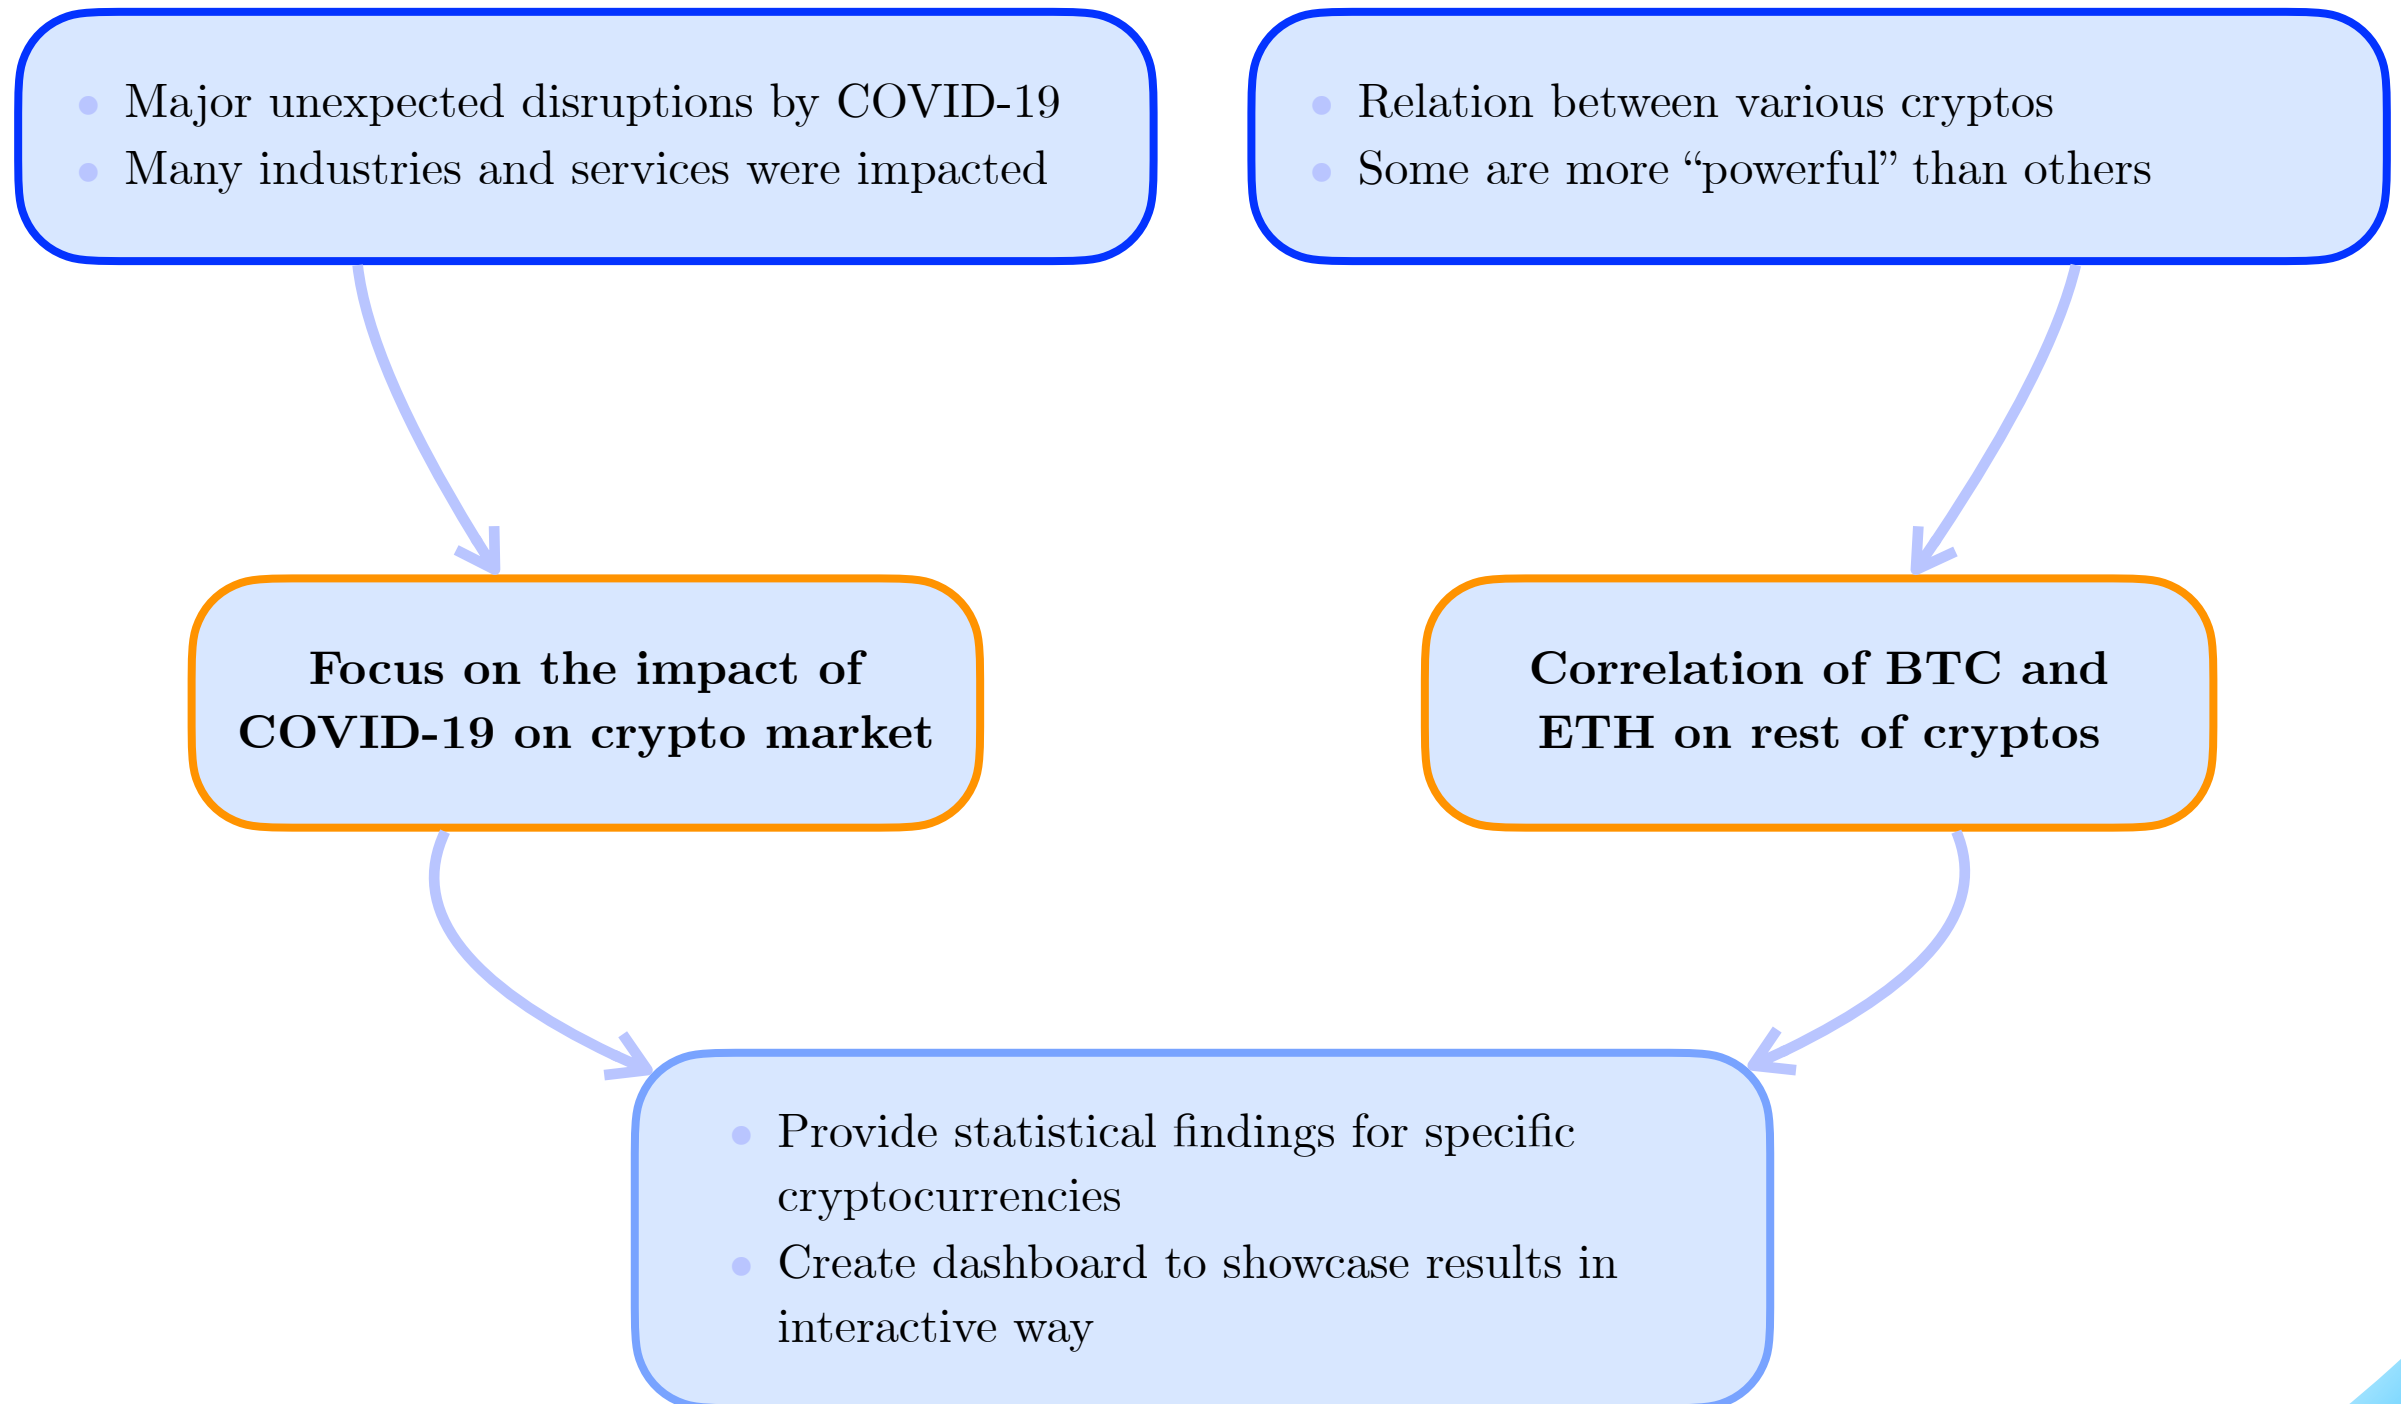 Major unexpected disruptions by COVID-19
Many industries and services were impacted
Relation between various cryptos
Some are more “powerful” than others
Focus on the impact of
COVID-19 on crypto market
Correlation of BTC and
ETH on rest of cryptos
Provide statistical findings for specific
cryptocurrencies
Create dashboard to showcase results in
interactive way